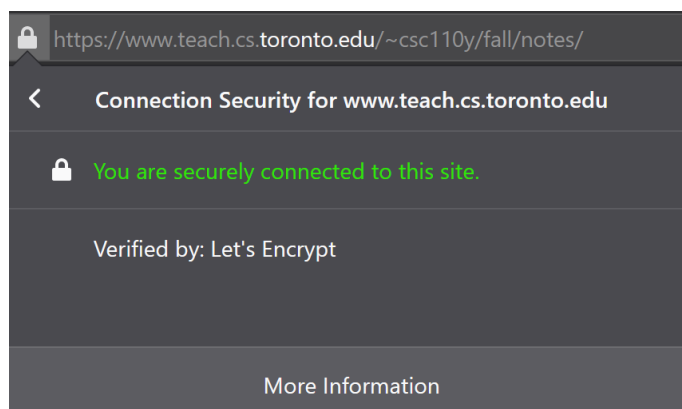 https://www.teach.cs.toronto.edu/~csc110y/fall/notes/
Connection Security for www.teach.cs.toronto.edu
You are securely connected to this site.
Verified by: Let's Encrypt
More Information